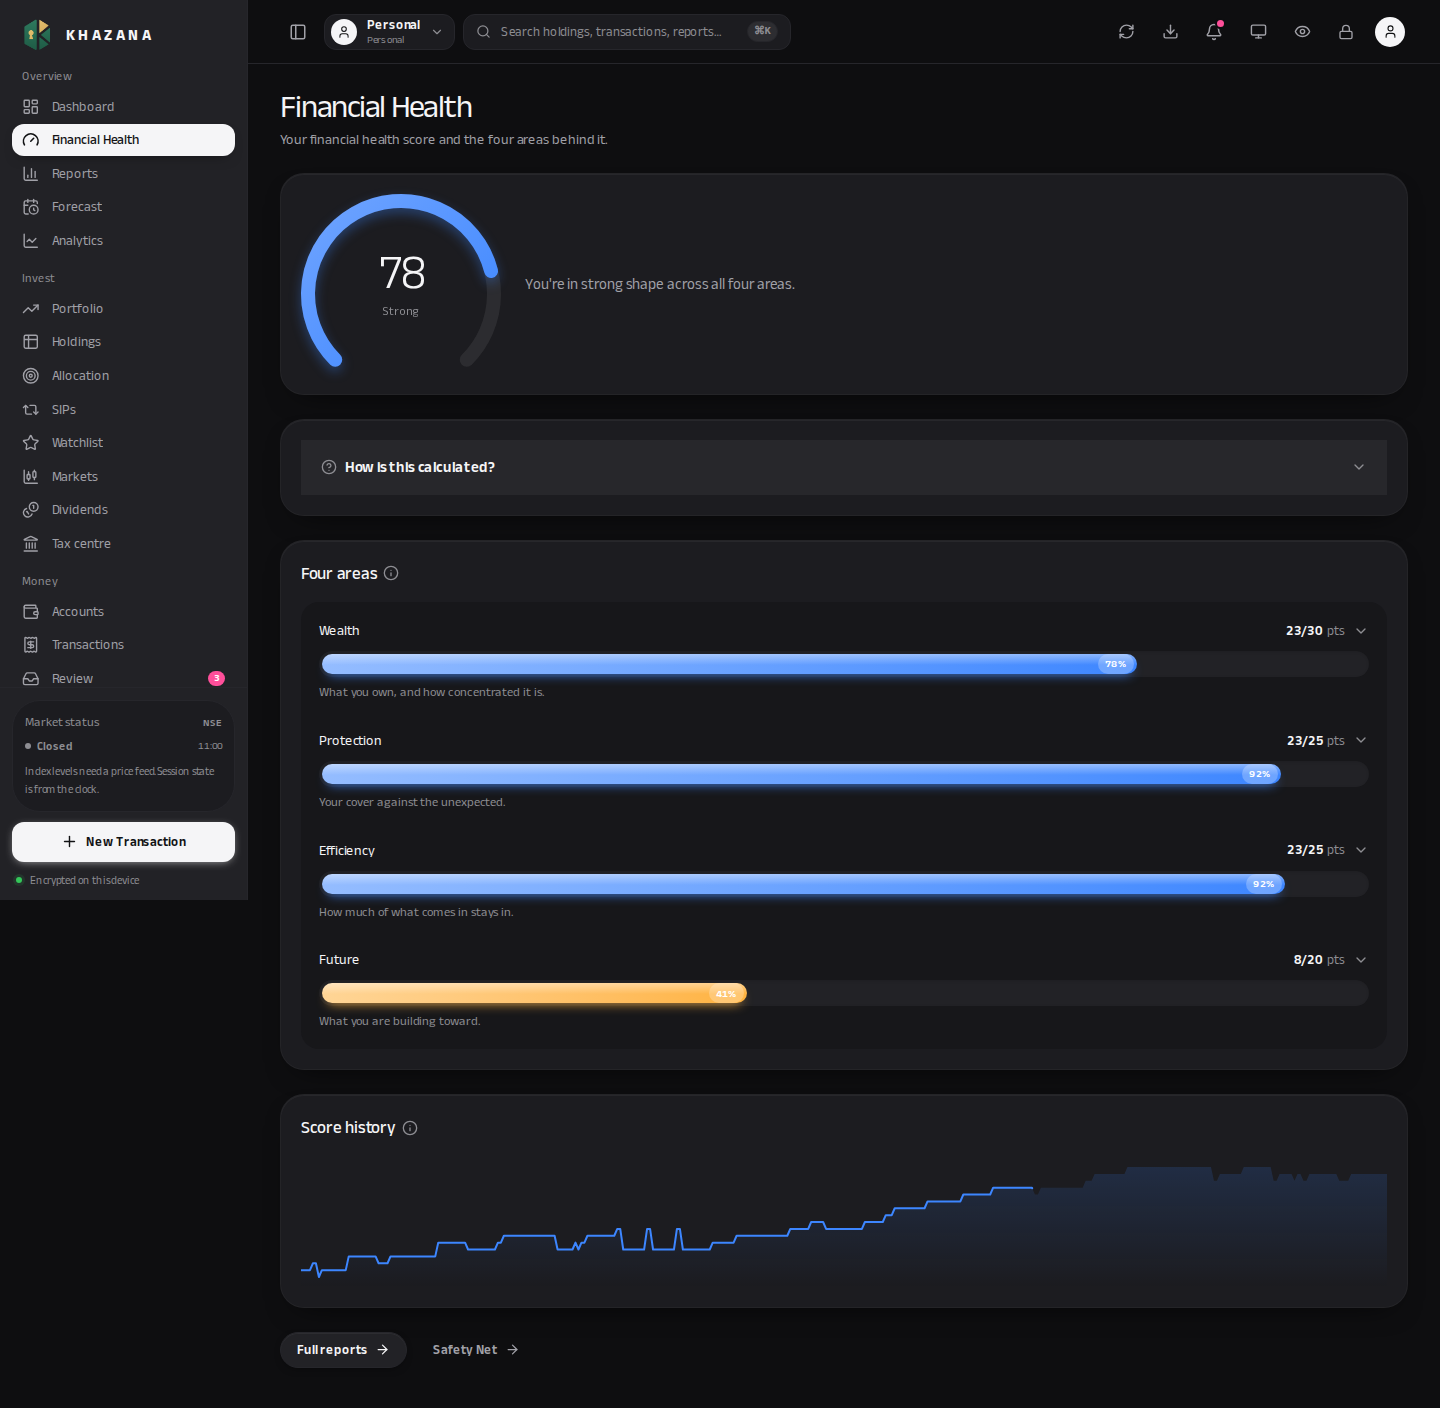 KHAZANA
Personal
Personal
Search holdings, transactions, reports...
⌘K
Overview
Dashboard
Financial Health
Reports
Forecast
Analytics
Invest
Portfolio
Holdings
Allocation
SIPs
Watchlist
Markets
Dividends
Tax centre
Money
Accounts
Transactions
Review
3
Market status
NSE
Closed
11:00
Index levels need a price feed. Session state
is from the clock.
New Transaction
Encrypted on this device
Financial Health
Your financial health score and the four areas behind it.
78
Strong
You're in strong shape across all four areas.
How is this calculated?
Four areas
Wealth
23/30 pts
78%
What you own, and how concentrated it is.
Protection
23/25 pts
92%
Your cover against the unexpected.
Efficiency
23/25 pts
92%
How much of what comes in stays in.
Future
8/20 pts
41%
What you are building toward.
Score history
Full reports
Safety Net